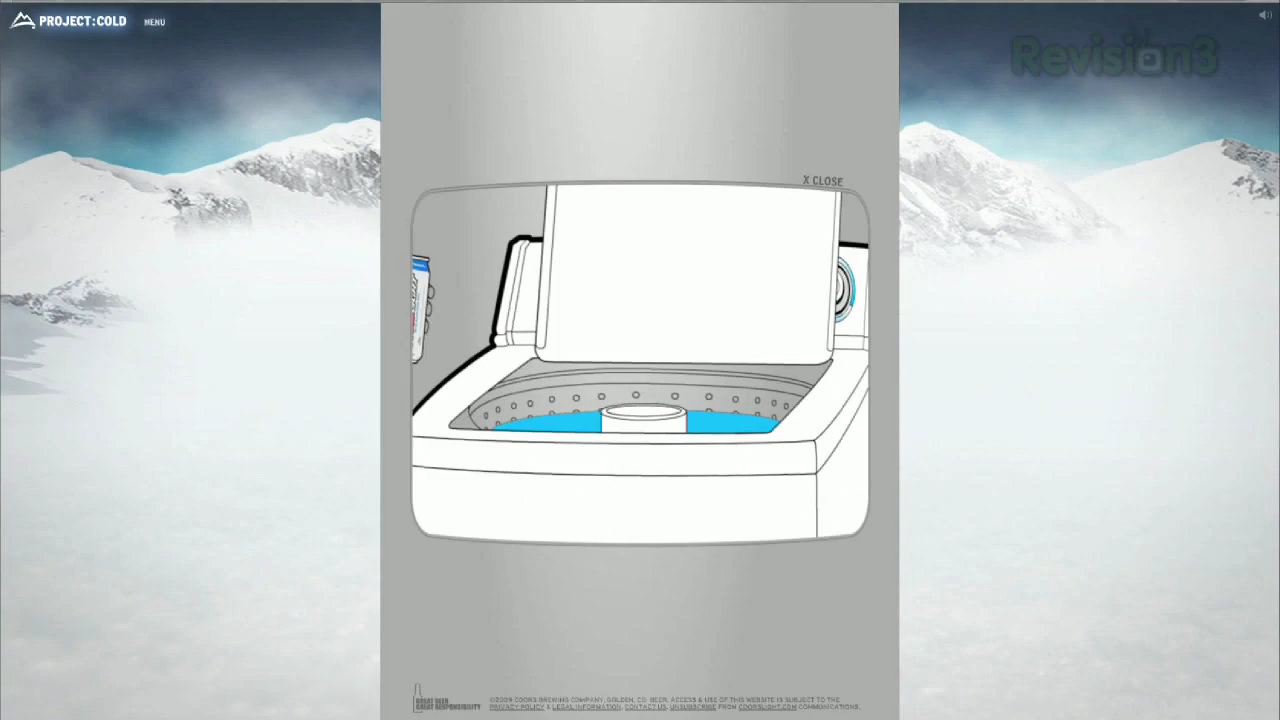 PROJECT:COLD MENU
Revision3
X CLOSE
GREAT BEER
GREAT RESPONSIBILITY
©2009 COORS BREWING COMPANY, GOLDEN, CO. BEER. ACCESS & USE OF THIS WEBSITE IS SUBJECT TO THE
PRIVACY POLICY & LEGAL INFORMATION. CONTACT US. UNSUBSCRIBE FROM COORSLIGHT.COM COMMUNICATIONS.